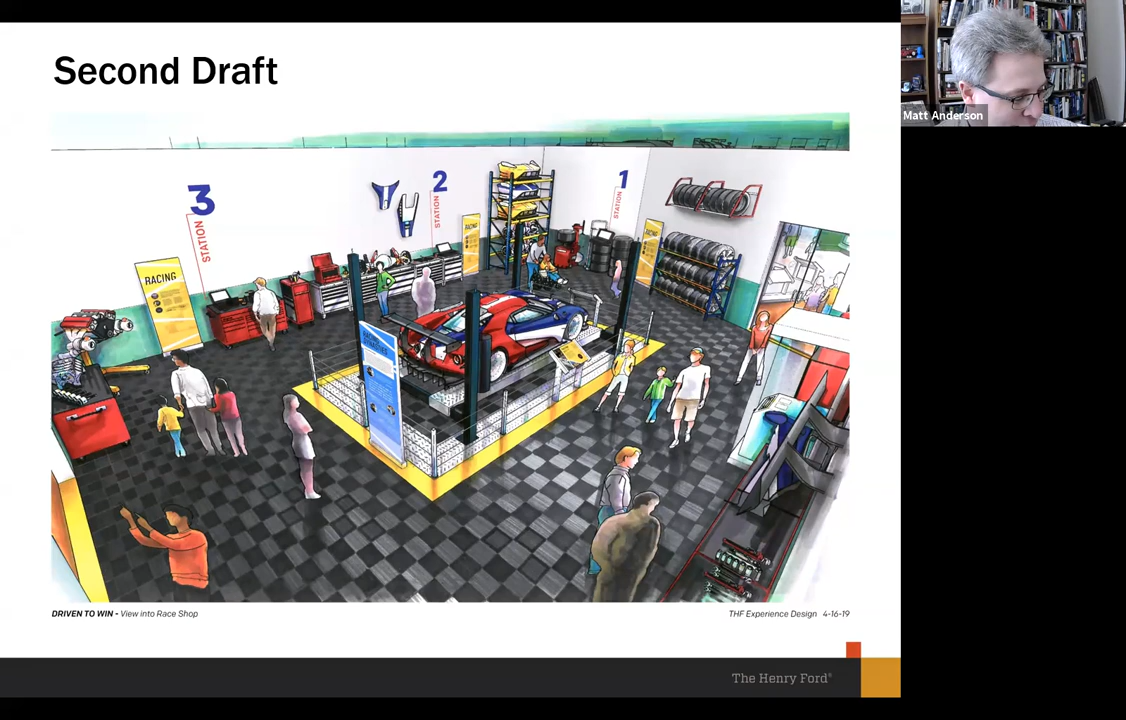 Second Draft
Matt Anderson
3
STATION
2
STATION
1
STATION
RACING
RACING
DRIVEN TO WIN - View into Race Shop
THF Experience Design 4-16-19
The Henry Ford®